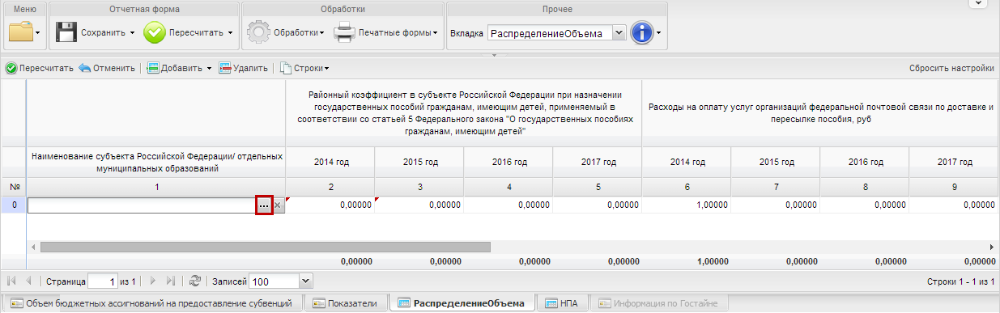 Меню
Отчетная форма
Обработки
Прочее
Сохранить
Пересчитать
Обработки
Печатные формы
Вкладка
РаспределениеОбъема
Пересчитать
Отменить
Добавить
Удалить
Строки
Сбросить настройки
Районный коэффициент в субъекте Российской Федерации при назначении
государственных пособий гражданам, имеющим детей, применяемый в
соответствии со статьей 5 Федерального закона "О государственных пособиях
гражданам, имеющим детей"
Расходы на оплату услуг организаций федеральной почтовой связи по доставке и
пересылке пособия, руб
Наименование субъекта Российской Федерации/ отдельных
муниципальных образований
2014 год 2015 год 2016 год 2017 год 2014 год 2015 год 2016 год 2017 год
№ 1 2 3 4 5 6 7 8 9
0 ... 0,00000 0,00000 0,00000 0,00000 1,00000 0,00000 0,00000 0,00000
0,00000 0,00000 0,00000 0,00000 1,00000 0,00000 0,00000 0,00000
Страница 1 из 1 Записей 100 Строки 1 - 1 из 1
Объем бюджетных ассигнований на предоставление субвенций
Показатели
РаспределениеОбъема
НПА
Информация по Гостайне